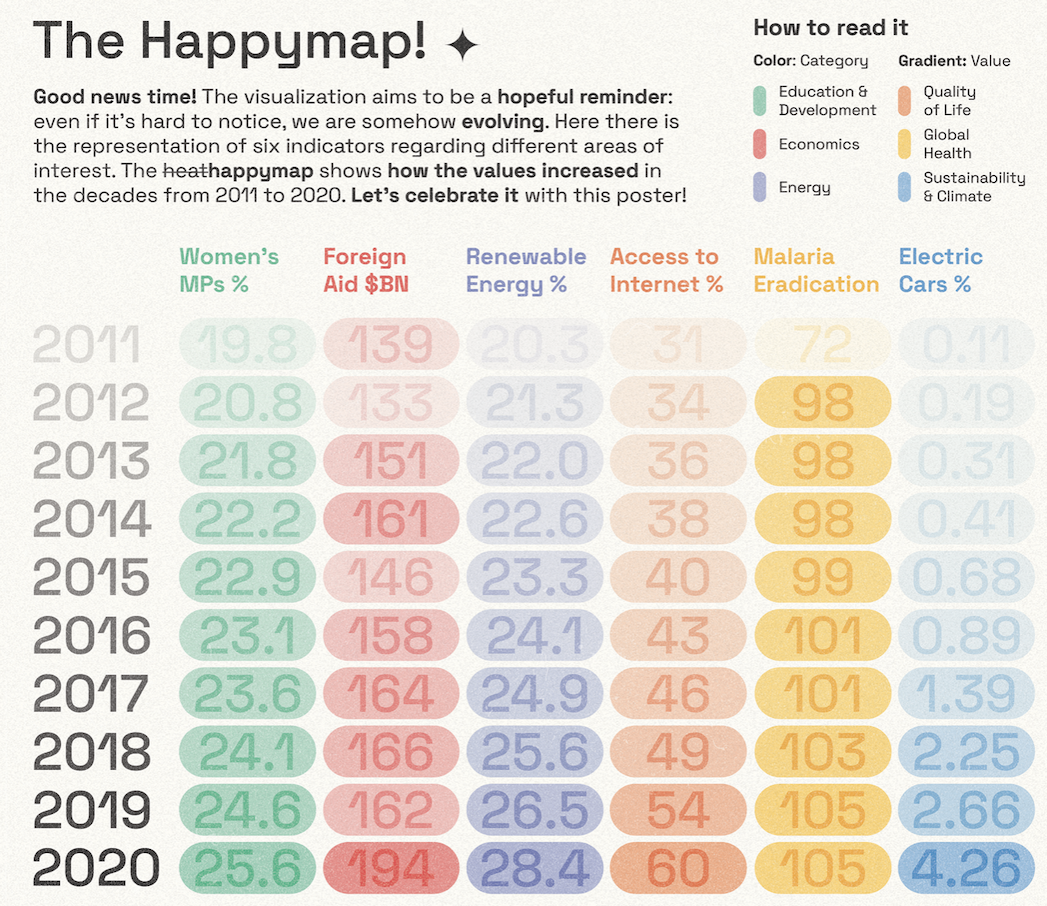 The Happymap!
Good news time! The visualization aims to be a hopeful reminder:
even if it's hard to notice, we are somehow evolving. Here there is
the representation of six indicators regarding different areas of
interest. The heathappymap shows how the values increased in
the decades from 2011 to 2020. Let's celebrate it with this poster!
How to read it
Color: Category Gradient: Value
Education &
Development
Quality
of Life
Economics
Global
Health
Energy
Sustainability
& Climate
Women's Foreign Renewable Access to Malaria Electric
MPs % Aid $BN Energy % Internet % Eradication Cars %
2011 19.8 139 20.3 31 72 0.11
2012 20.8 133 21.3 34 98 0.19
2013 21.8 151 22.0 36 98 0.31
2014 22.2 161 22.6 38 98 0.41
2015 22.9 146 23.3 40 99 0.68
2016 23.1 158 24.1 43 101 0.89
2017 23.6 164 24.9 46 101 1.39
2018 24.1 166 25.6 49 103 2.25
2019 24.6 162 26.5 54 105 2.66
2020 25.6 194 28.4 60 105 4.26